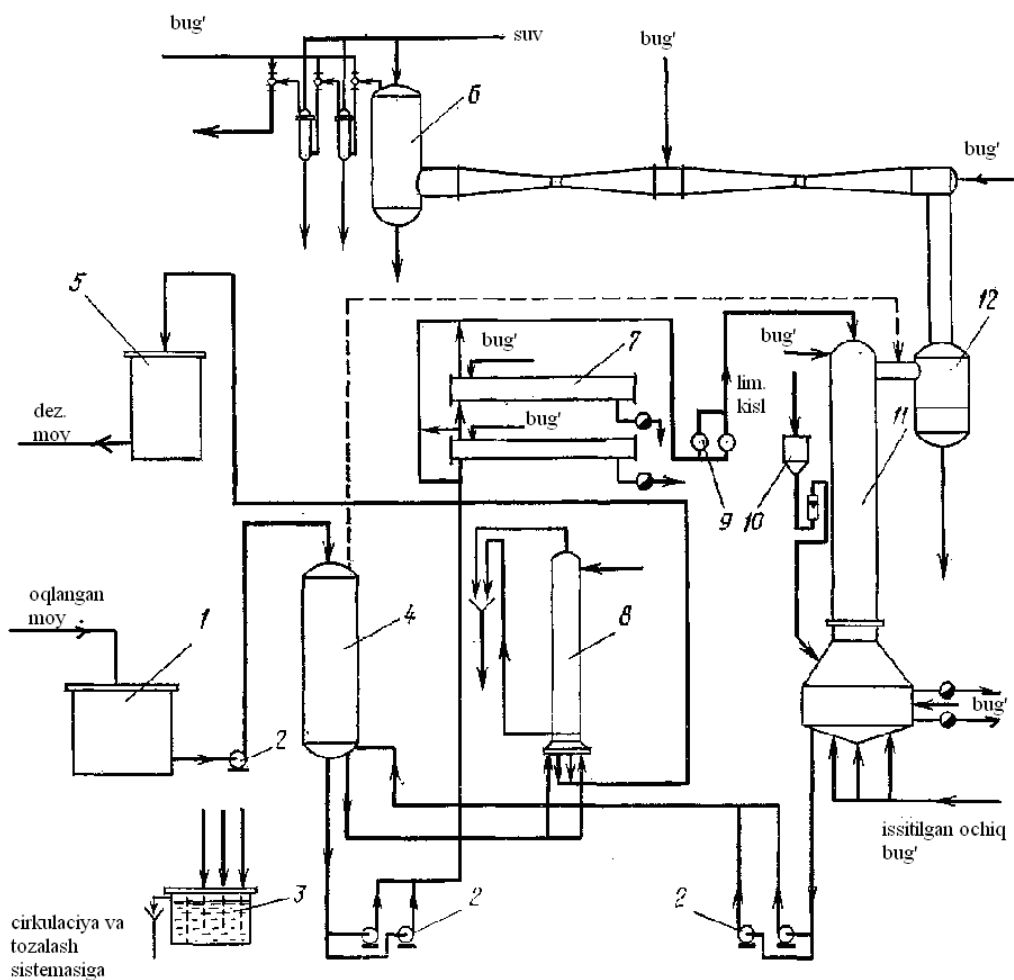 bug'
suv
bug'
6
bug'
5
12
bug'
7
bug'
lim.
kisl
bug'
dez.
moy
11
9
10
oqlangan
moy
1
4
8
2
bug'
issitilgan ochiq
bug'
3
2
2
cirkulaciya va
tozalash
sistemasiga